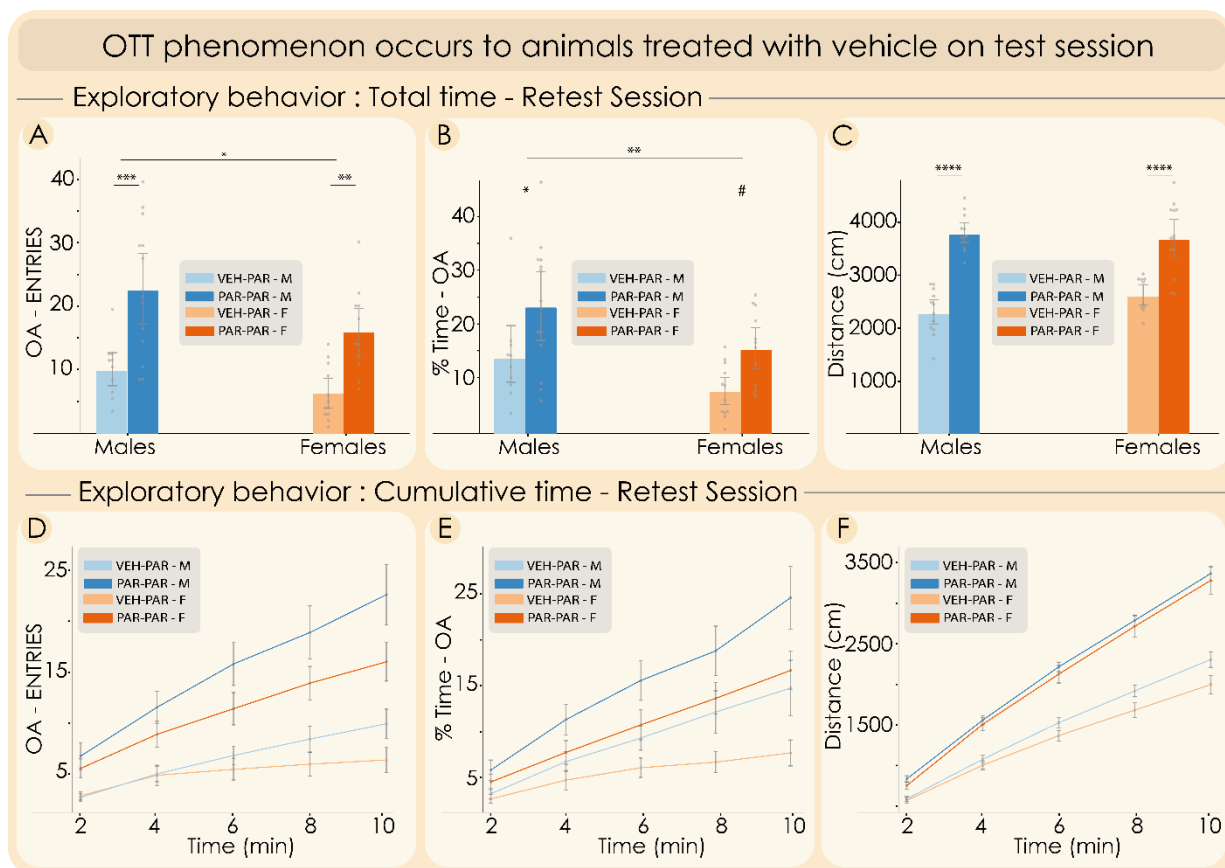 OTT phenomenon occurs to animals treated with vehicle on test session
Exploratory behavior : Total time - Retest Session
A
OA - ENTRIES
40
30
20
10
*
***
**
VEH-PAR - M
PAR-PAR - M
VEH-PAR - F
PAR-PAR - F
Males
Females
B
% Time - OA
40
30
20
10
**
*
#
VEH-PAR - M
PAR-PAR - M
VEH-PAR - F
PAR-PAR - F
Males
Females
C
Distance (cm)
4000
3000
2000
1000
****
****
VEH-PAR - M
PAR-PAR - M
VEH-PAR - F
PAR-PAR - F
Males
Females
Exploratory behavior : Cumulative time - Retest Session
D
OA - ENTRIES
25
15
5
VEH-PAR - M
PAR-PAR - M
VEH-PAR - F
PAR-PAR - F
2 4 6 8 10
Time (min)
E
% Time - OA
25
15
5
VEH-PAR - M
PAR-PAR - M
VEH-PAR - F
PAR-PAR - F
2 4 6 8 10
Time (min)
F
Distance (cm)
3500
2500
1500
VEH-PAR - M
PAR-PAR - M
VEH-PAR - F
PAR-PAR - F
2 4 6 8 10
Time (min)